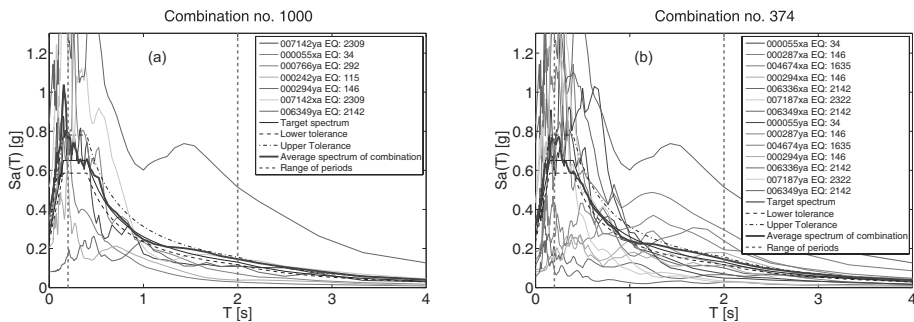 Combination no. 1000
(a)
007142ya EQ: 2309
000055xa EQ: 34
000766ya EQ: 292
000242ya EQ: 115
000294ya EQ: 146
007142xa EQ: 2309
006349ya EQ: 2142
Target spectrum
Lower tolerance
Upper Tolerance
Average spectrum of combination
Range of periods
Sa(T) [g]
1.2
1
0.8
0.6
0.4
0.2
0
0
1
2
3
4
T [s]
Combination no. 374
(b)
000055xa EQ: 34
000287xa EQ: 146
004674xa EQ: 1635
000294xa EQ: 146
006336xa EQ: 2142
007187xa EQ: 2322
006349xa EQ: 2142
000055ya EQ: 34
000287ya EQ: 146
004674ya EQ: 1635
000294ya EQ: 146
006336ya EQ: 2142
007187ya EQ: 2322
006349ya EQ: 2142
Target spectrum
Lower tolerance
Upper Tolerance
Average spectrum of combination
Range of periods
Sa(T) [g]
1.2
1
0.8
0.6
0.4
0.2
0
0
1
2
3
4
T [s]